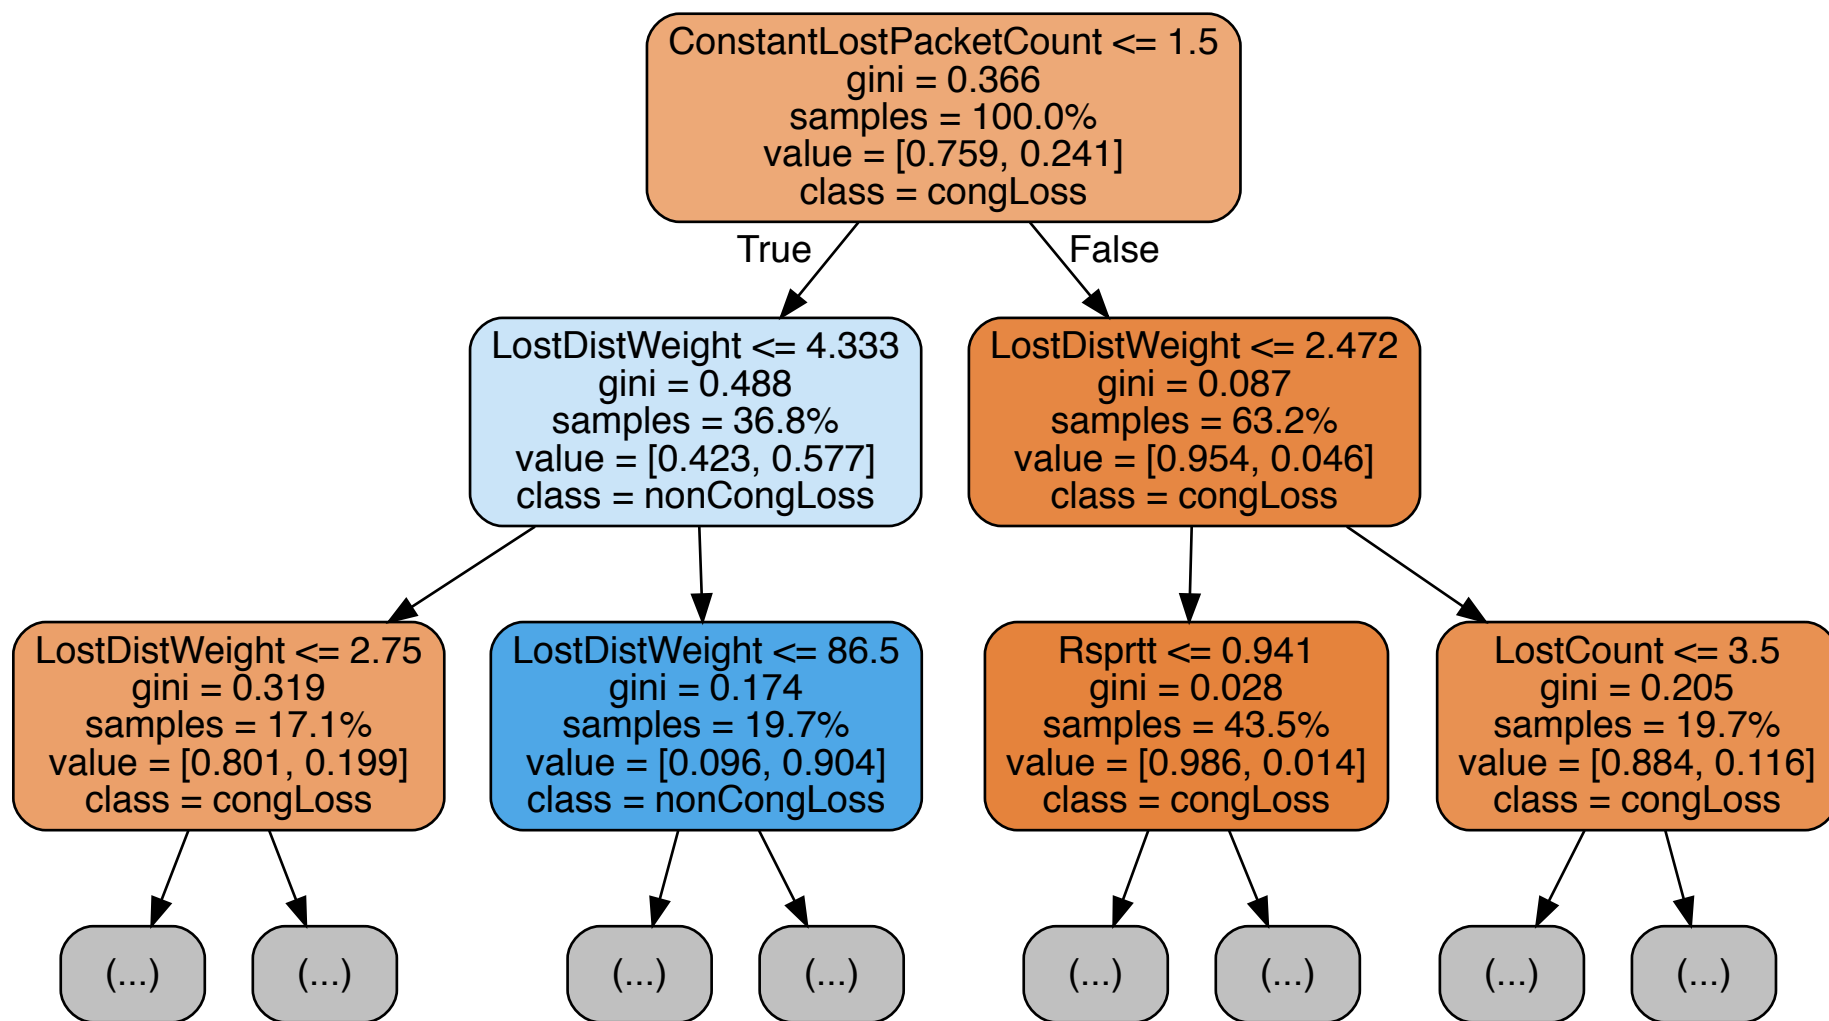 ConstantLostPacketCount <= 1.5
gini = 0.366
samples = 100.0%
value = [0.759, 0.241]
class = congLoss
True
False
LostDistWeight <= 4.333
gini = 0.488
samples = 36.8%
value = [0.423, 0.577]
class = nonCongLoss
LostDistWeight <= 2.472
gini = 0.087
samples = 63.2%
value = [0.954, 0.046]
class = congLoss
LostDistWeight <= 2.75
gini = 0.319
samples = 17.1%
value = [0.801, 0.199]
class = congLoss
LostDistWeight <= 86.5
gini = 0.174
samples = 19.7%
value = [0.096, 0.904]
class = nonCongLoss
Rsprtt <= 0.941
gini = 0.028
samples = 43.5%
value = [0.986, 0.014]
class = congLoss
LostCount <= 3.5
gini = 0.205
samples = 19.7%
value = [0.884, 0.116]
class = congLoss
(...)
(...)
(...)
(...)
(...)
(...)
(...)
(...)